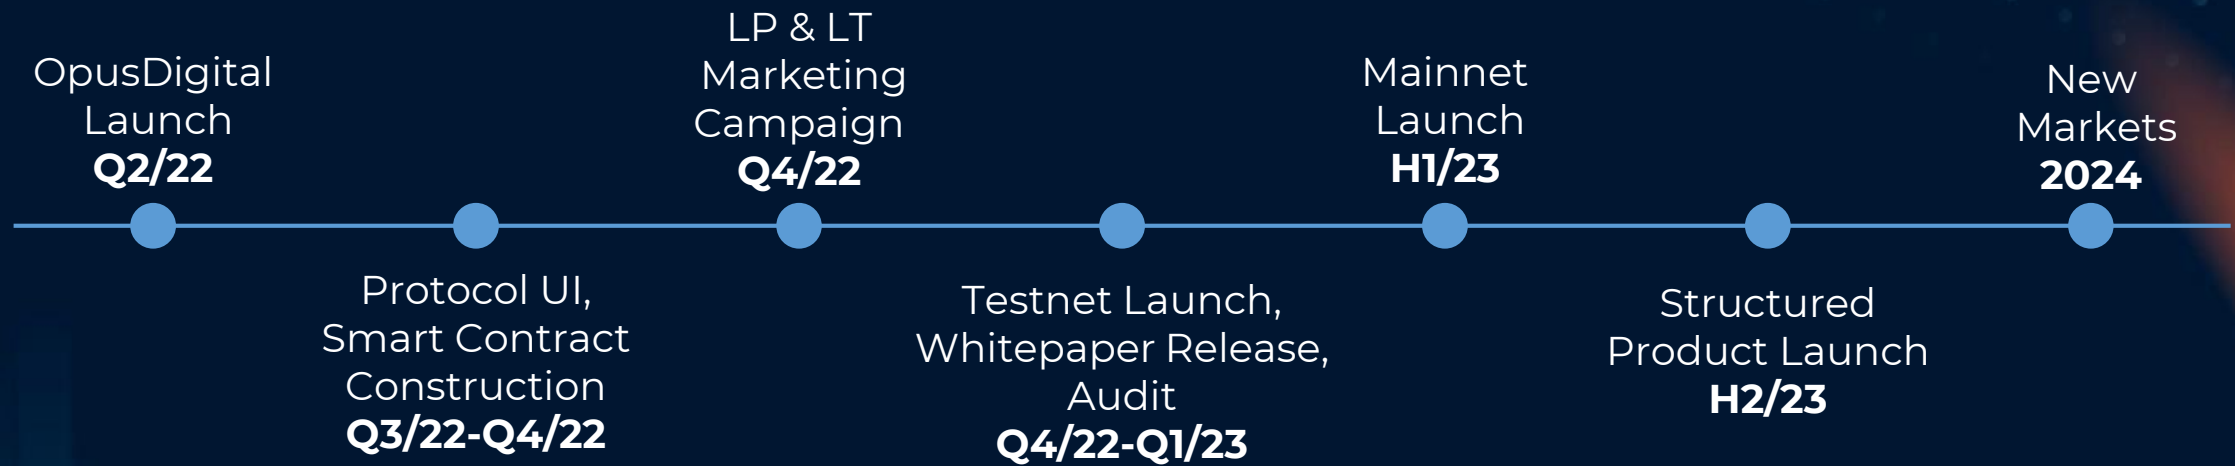 OpusDigital
Launch
Q2/22
Protocol UI,
Smart Contract
Construction
Q3/22-Q4/22
LP & LT
Marketing
Campaign
Q4/22
Testnet Launch,
Whitepaper Release,
Audit
Q4/22-Q1/23
Mainnet
Launch
H1/23
Structured
Product Launch
H2/23
New
Markets
2024